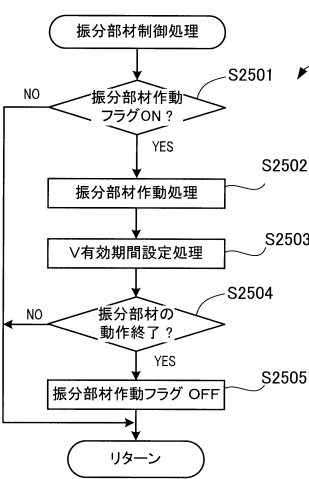 振分部材制御処理
S2501
NO
振分部材作動
フラグON？
YES
S2502
振分部材作動処理
S2503
V有効期間設定処理
S2504
NO
振分部材の
動作終了？
YES
S2505
振分部材作動フラグ OFF
リターン